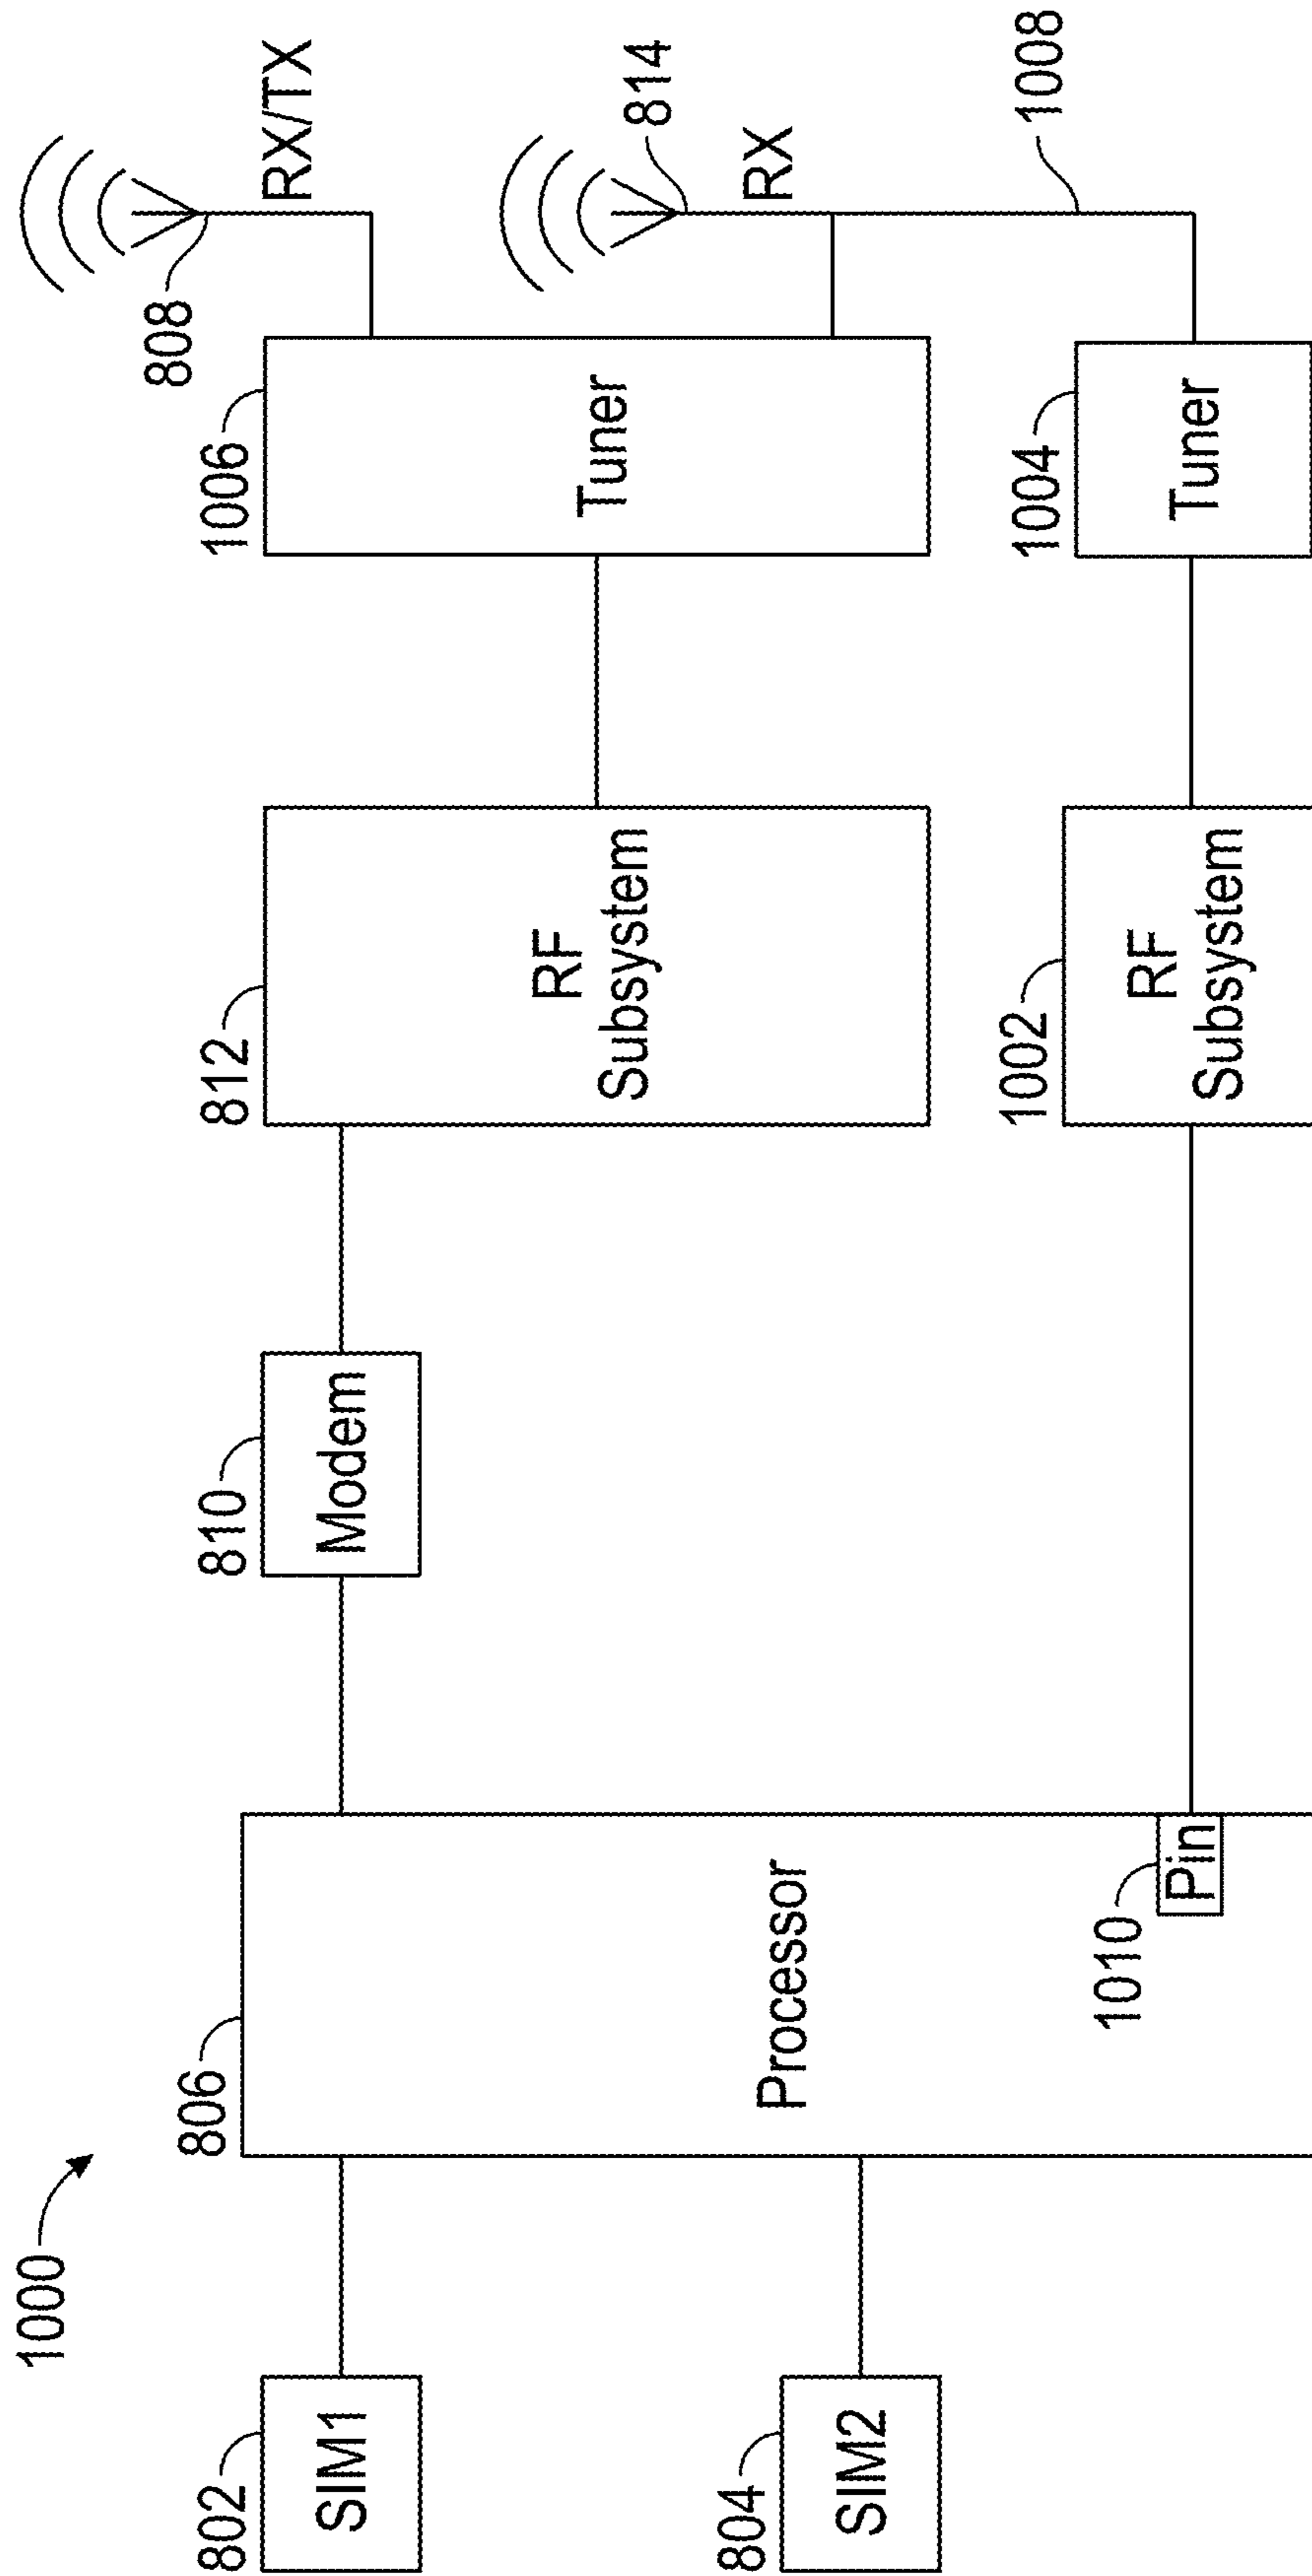 1000
802
SIM1
804
SIM2
806
Processor
1010
Pin
810
Modem
812
RF
Subsystem
1002
RF
Subsystem
1006
Tuner
1004
Tuner
808
RX/TX
814
RX
1008